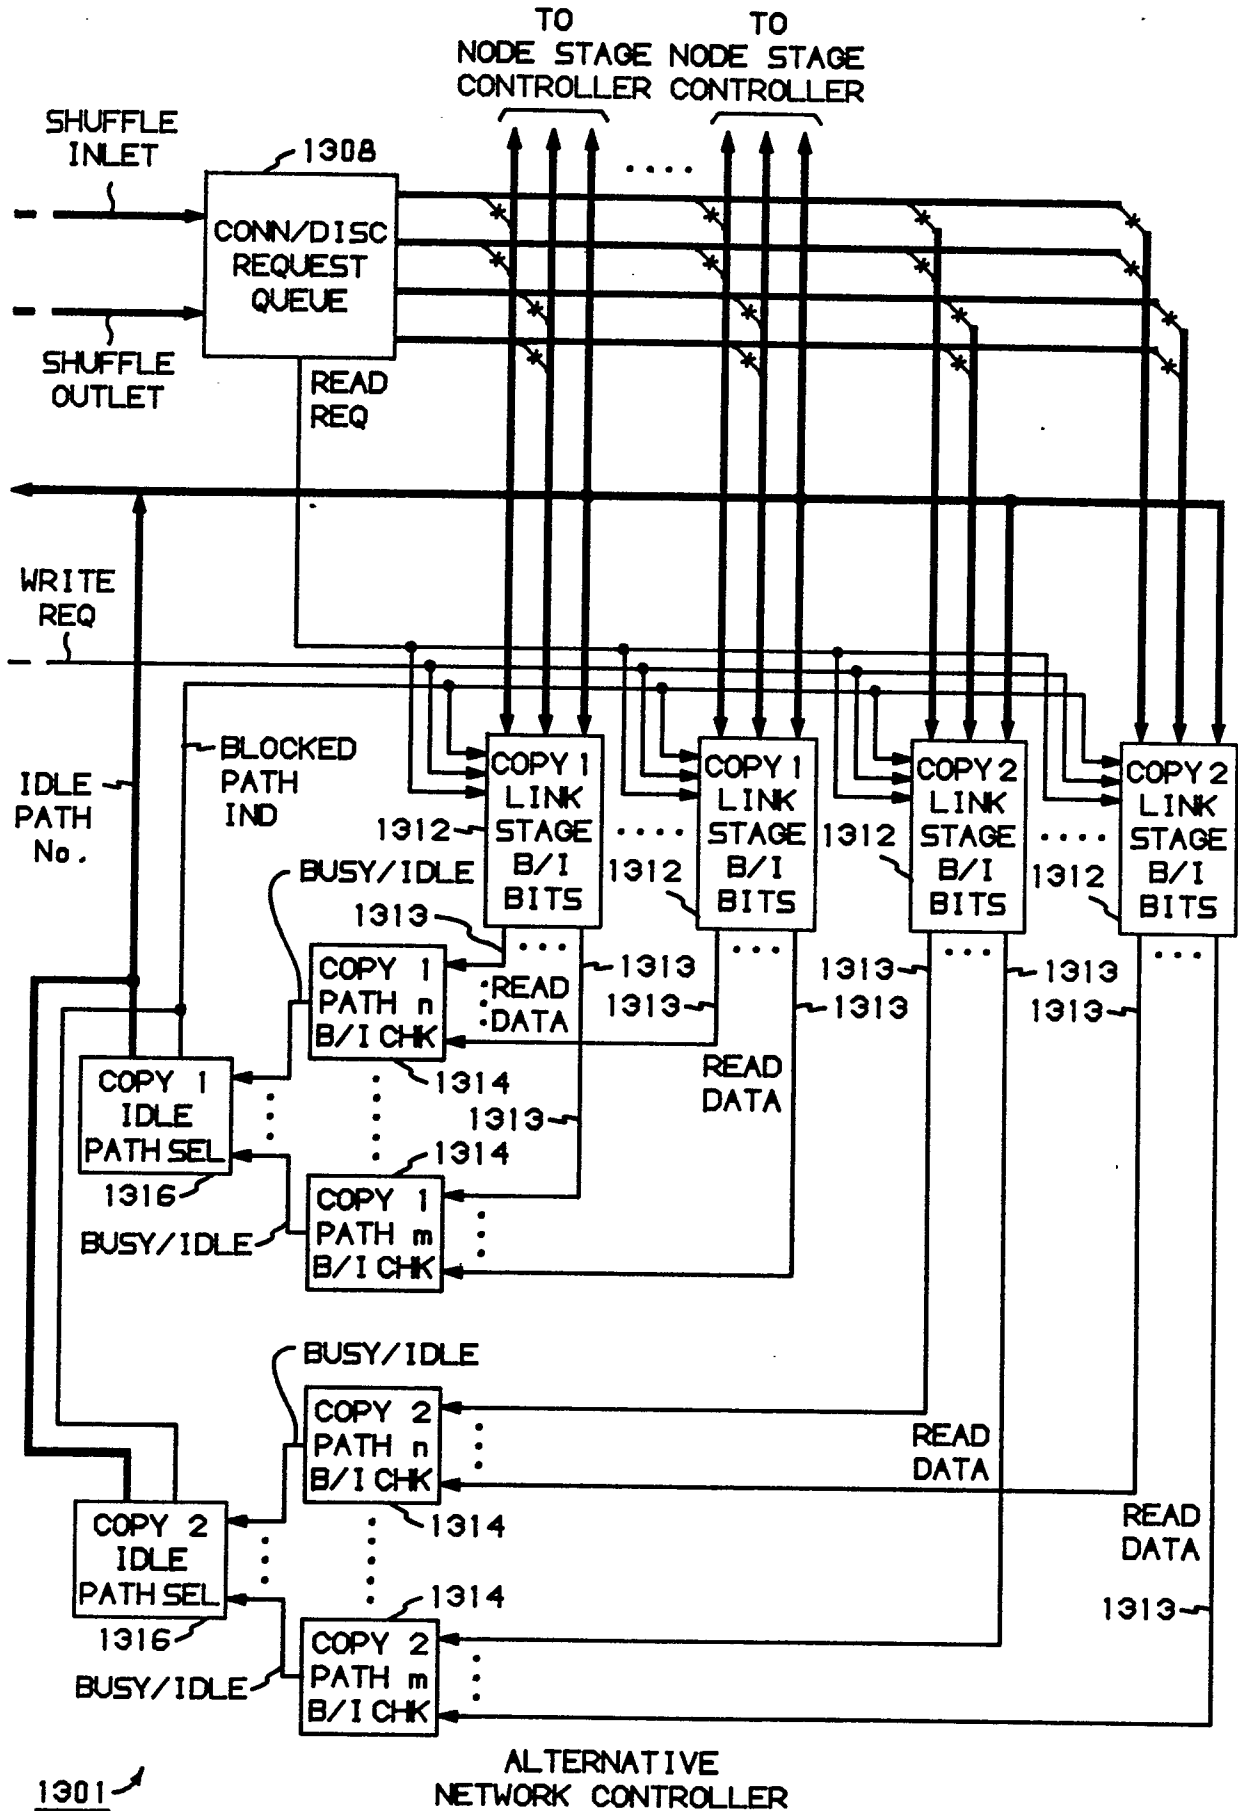 TO
NODE STAGE
CONTROLLER
TO
NODE STAGE
CONTROLLER
SHUFFLE
INLET
1308
CONN/DISC
REQUEST
QUEUE
SHUFFLE
OUTLET
READ
REQ
WRITE
REQ
BLOCKED
PATH
IND
IDLE
PATH
No.
COPY 1
LINK
STAGE
B/I
BITS
1312
COPY 1
LINK
STAGE
B/I
BITS
1312
COPY 2
LINK
STAGE
B/I
BITS
1312
COPY 2
LINK
STAGE
B/I
BITS
1312
BUSY/IDLE
1313
1313
1313
1313
1313
1313
1313
COPY 1
PATH n
B/I CHK
READ
DATA
1314
READ
DATA
1313
COPY 1
IDLE
PATH SEL
1316
1314
COPY 1
PATH m
B/I CHK
BUSY/IDLE
BUSY/IDLE
COPY 2
PATH n
B/I CHK
READ
DATA
1314
READ
DATA
COPY 2
IDLE
PATH SEL
1316
1314
1313
COPY 2
PATH m
B/I CHK
BUSY/IDLE
1301
ALTERNATIVE
NETWORK CONTROLLER